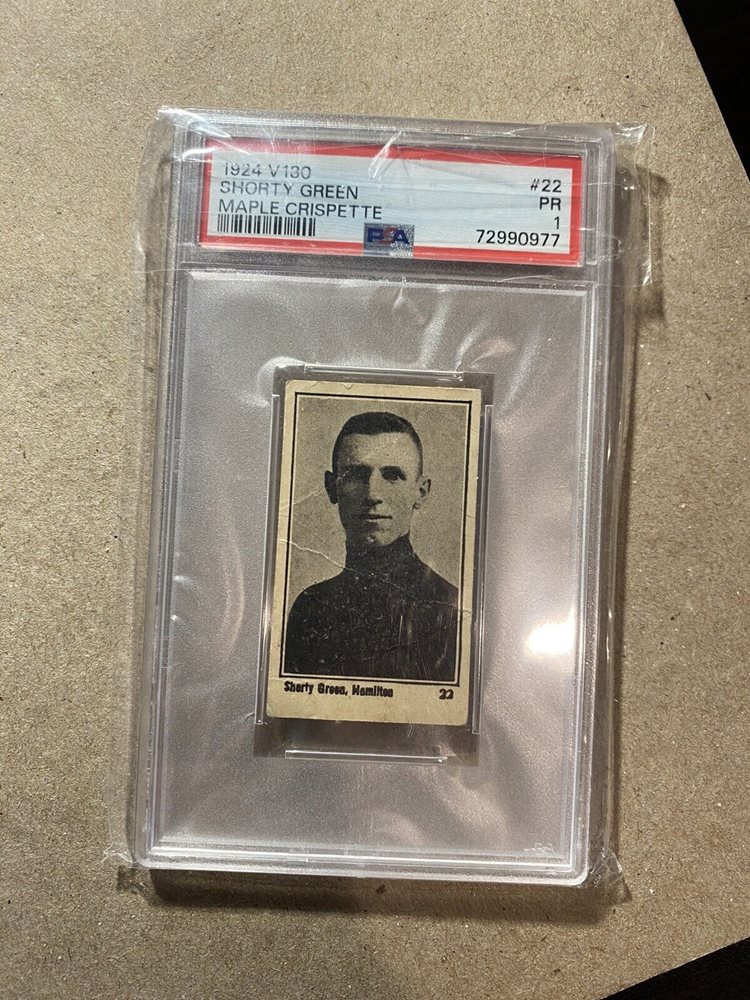 1924 V130
#22
SHORTY GREEN
PR
MAPLE CRISPETTE
1
PSA
72990977
Shorty Green, Hamilton 22